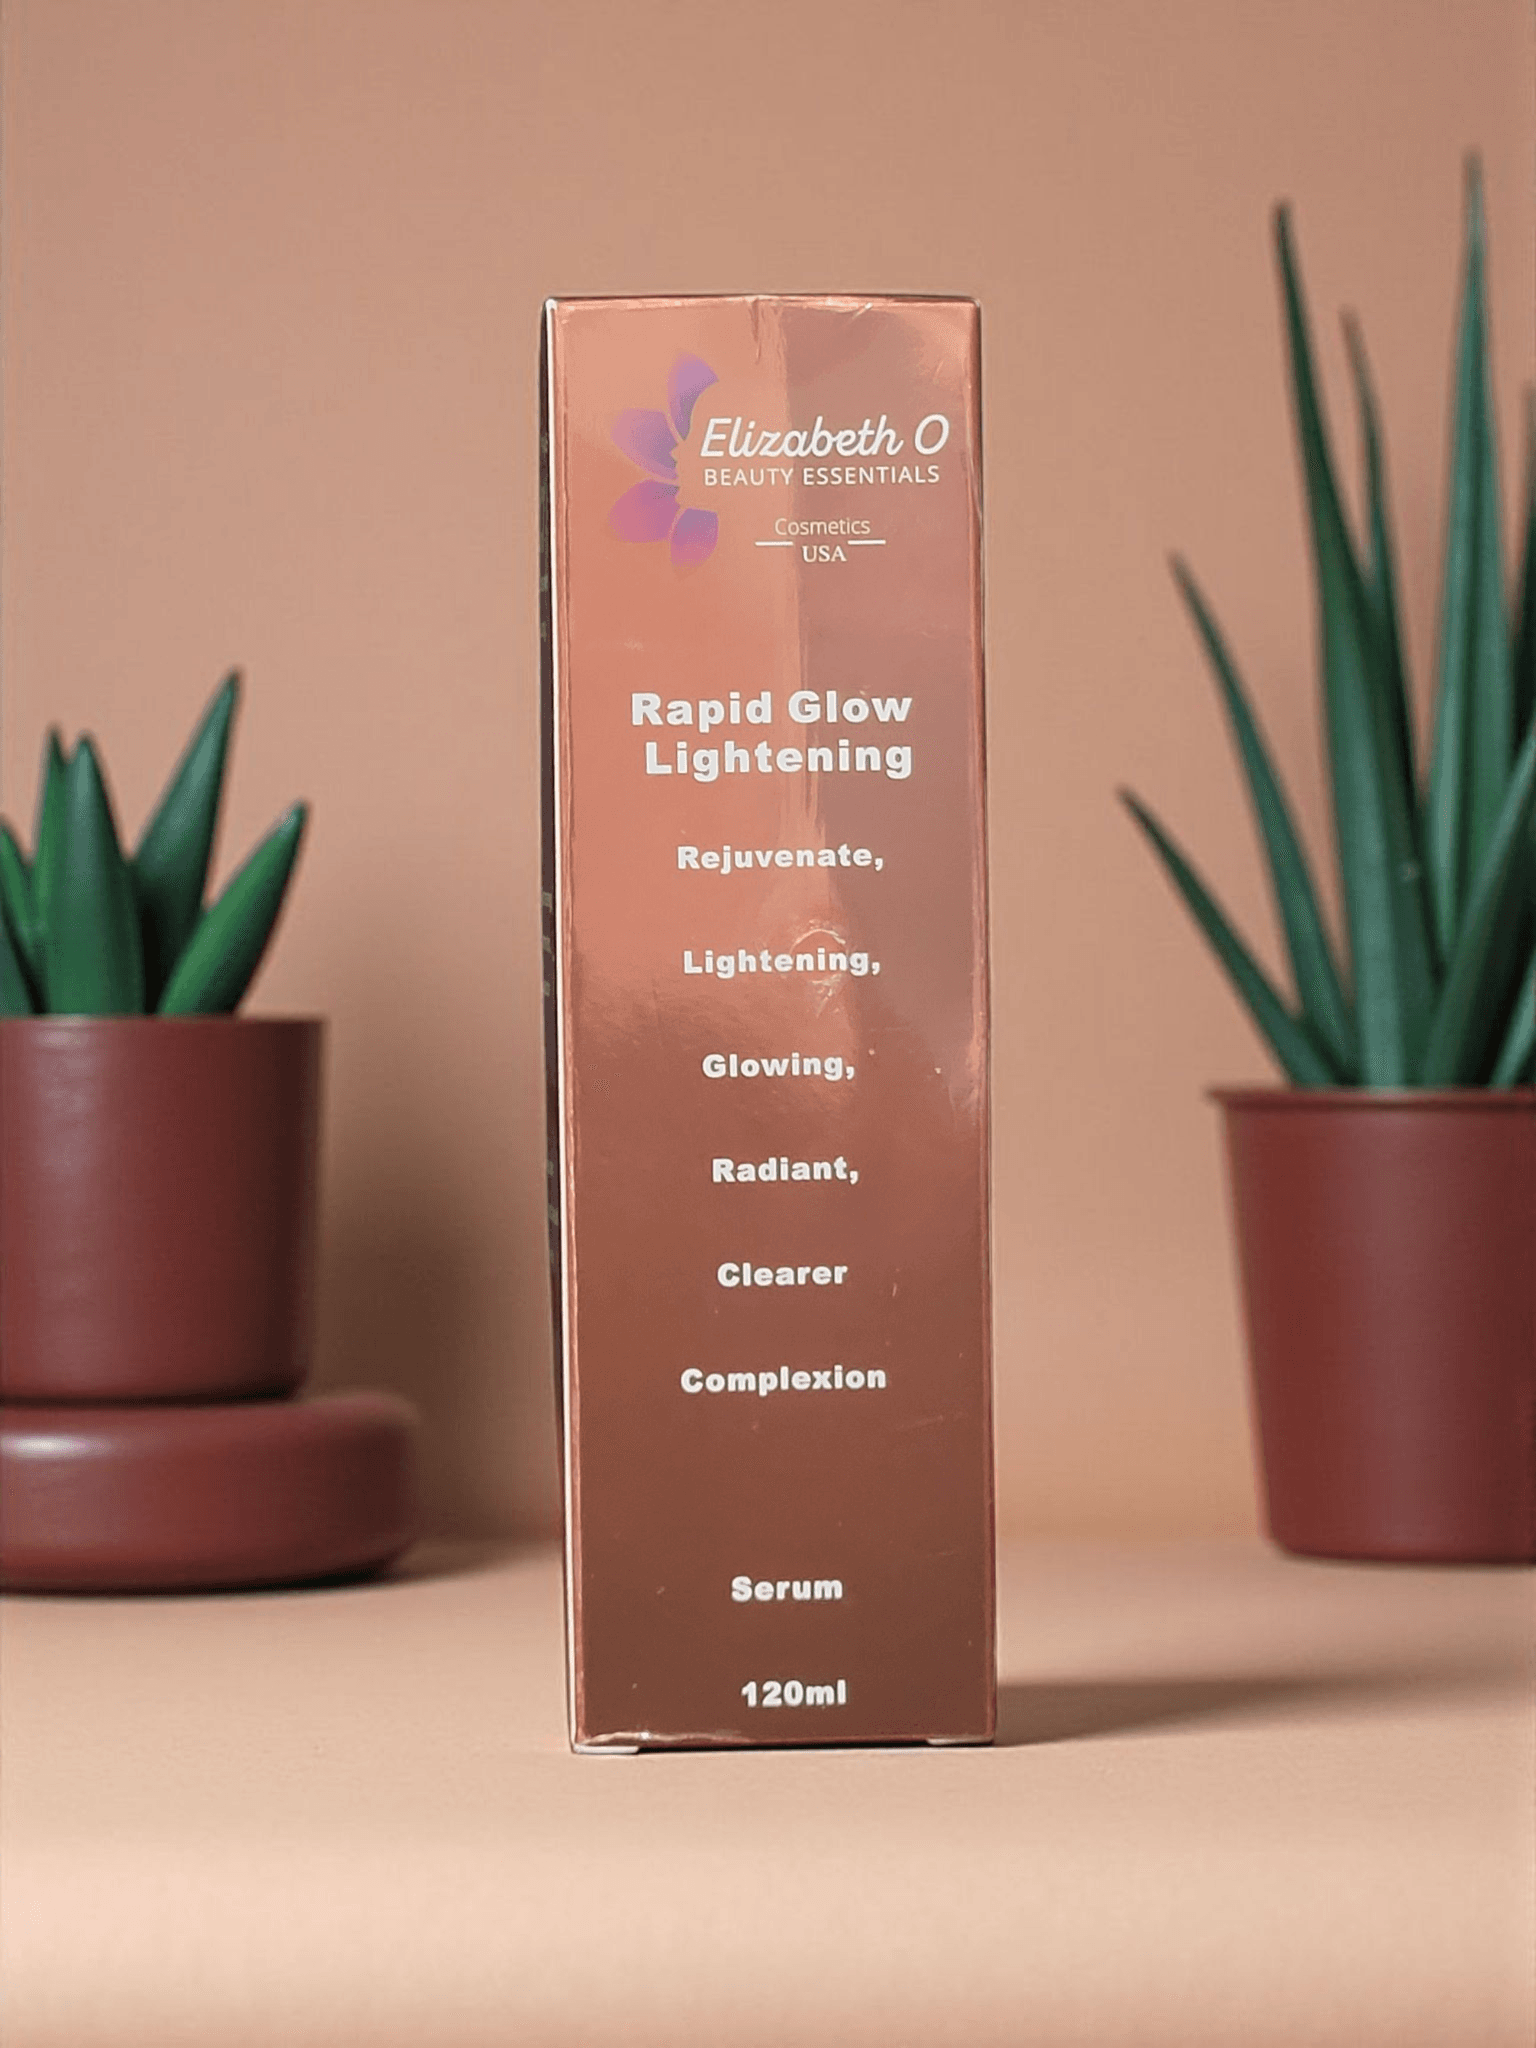 Elizabeth O
BEAUTY ESSENTIALS
Cosmetics
USA
Rapid Glow
Lightening
Rejuvenate,
Lightening,
Glowing,
Radiant,
Clearer
Complexion
Serum
120ml